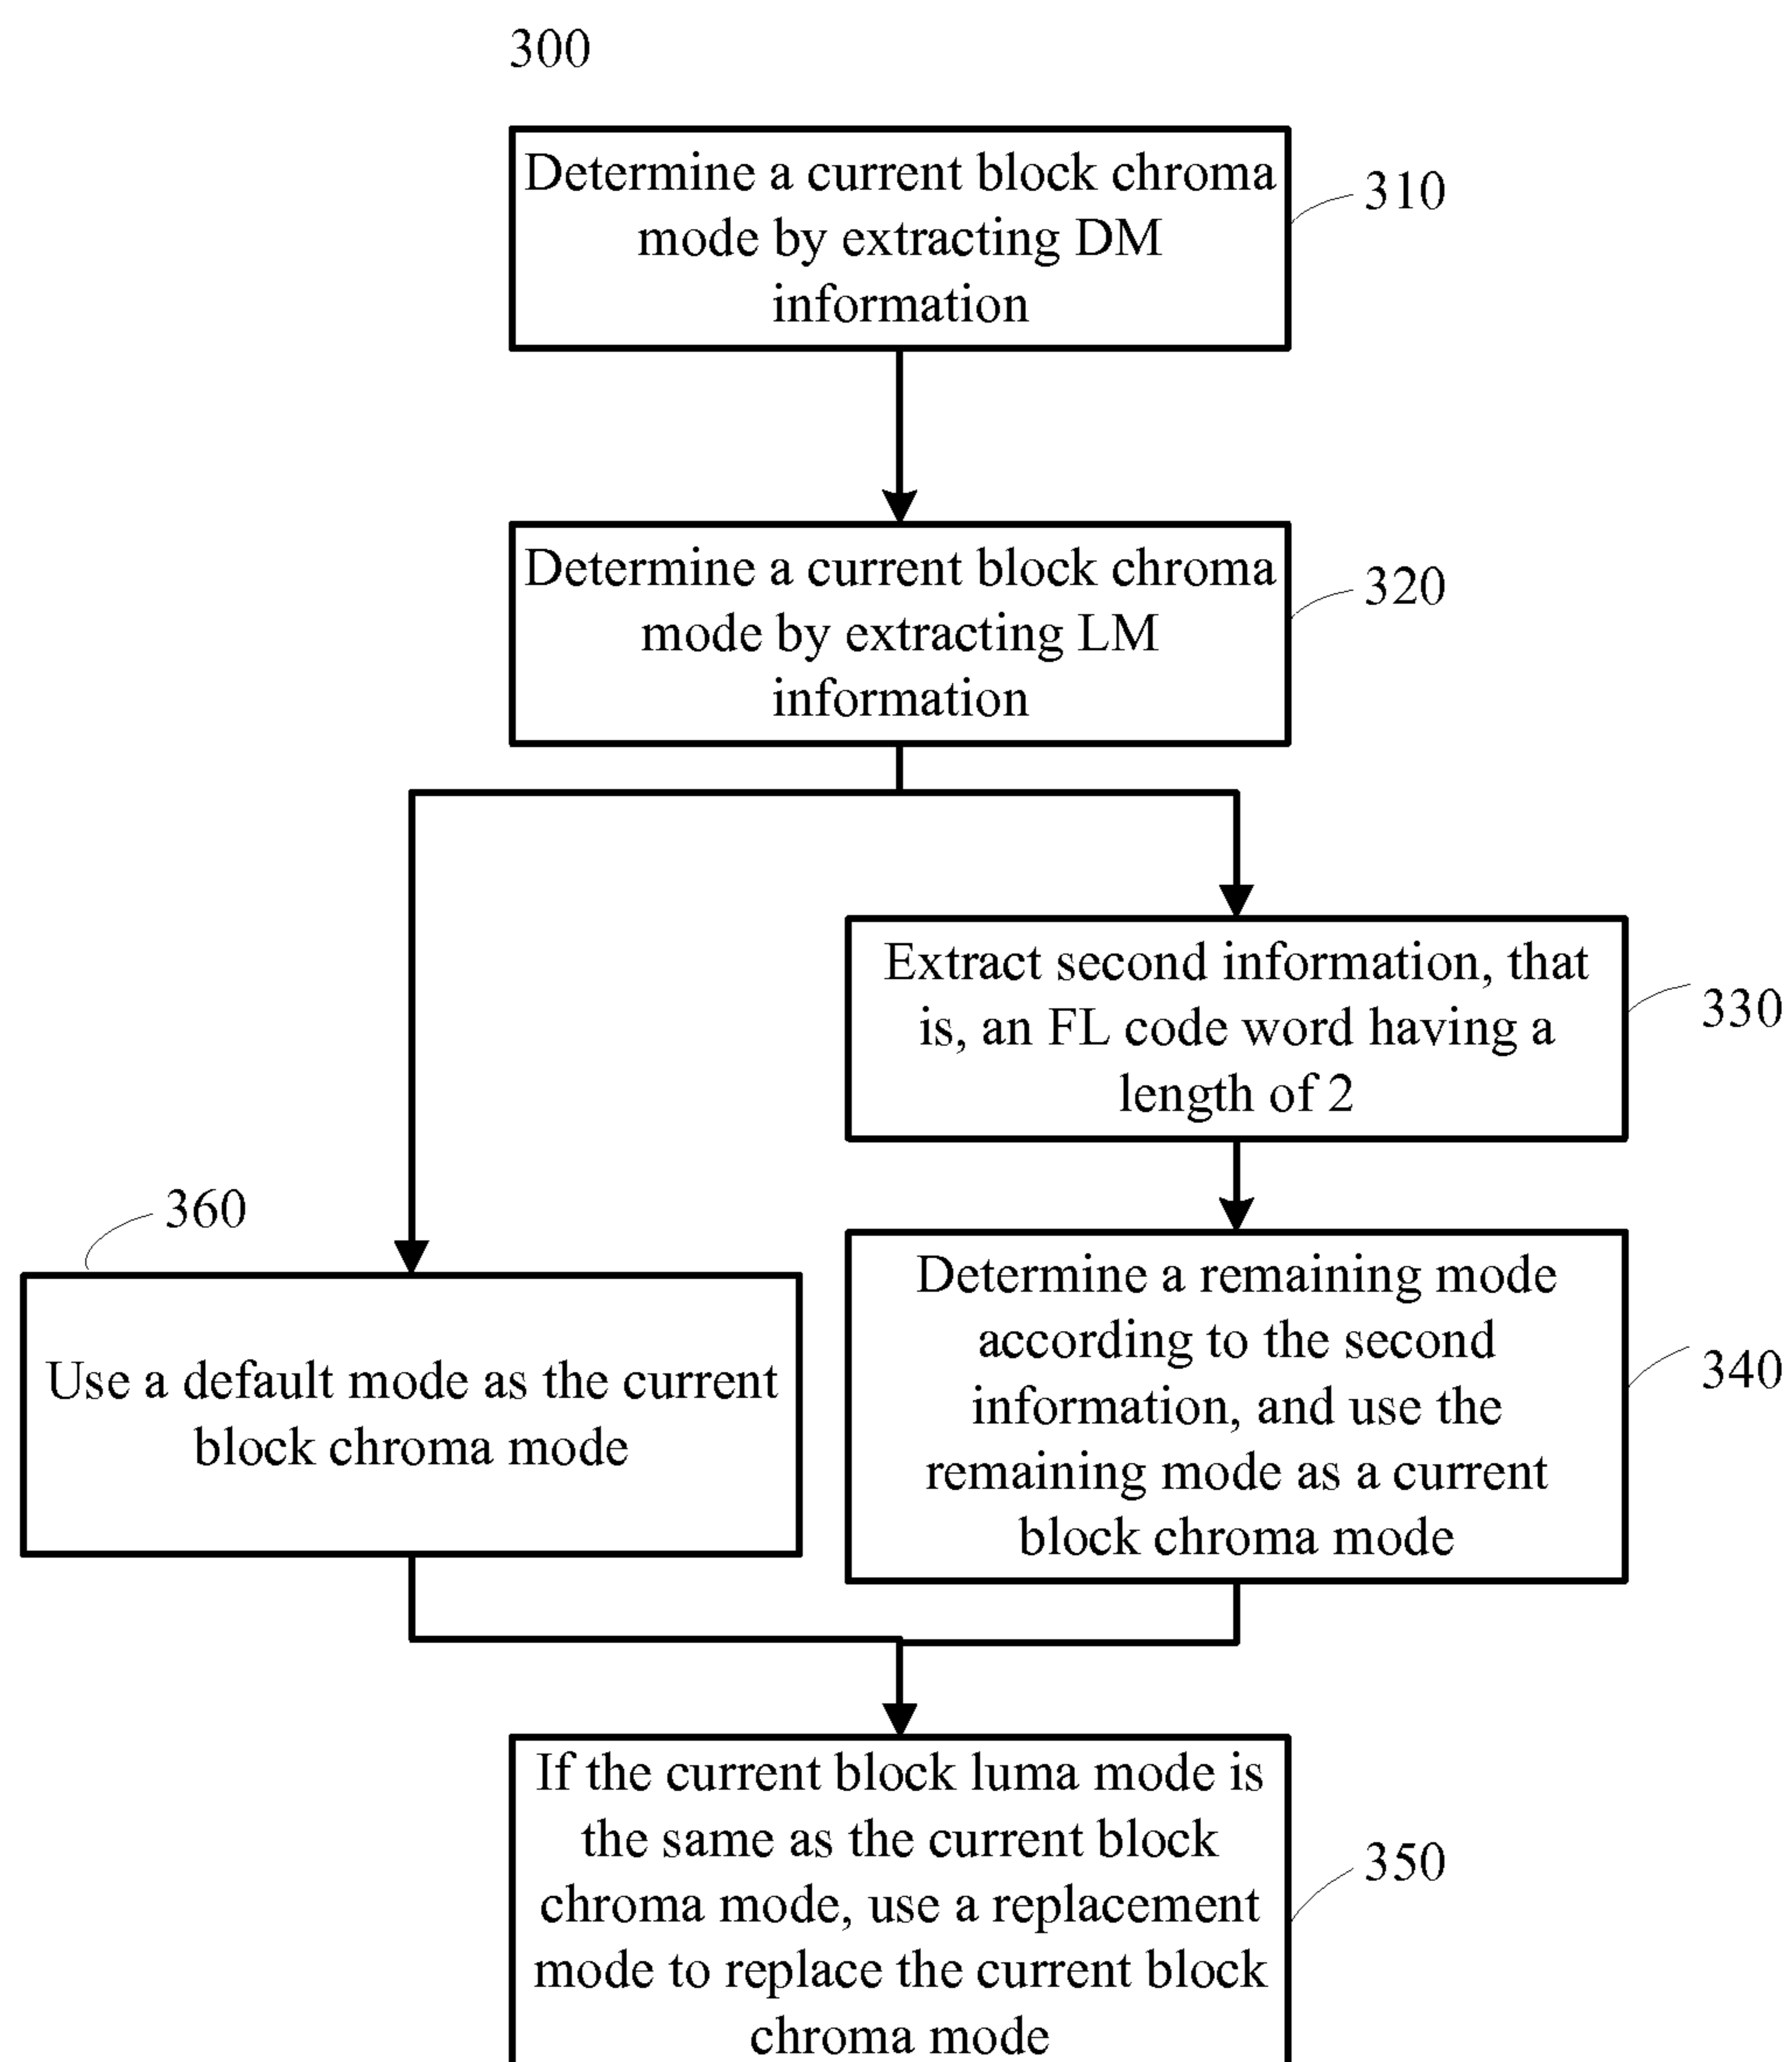 300
Determine a current block chroma
mode by extracting DM
information
310
Determine a current block chroma
mode by extracting LM
information
320
Extract second information, that
is, an FL code word having a
length of 2
330
360
Use a default mode as the current
block chroma mode
Determine a remaining mode
according to the second
information, and use the
remaining mode as a current
block chroma mode
340
If the current block luma mode is
the same as the current block
chroma mode, use a replacement
mode to replace the current block
chroma mode
350